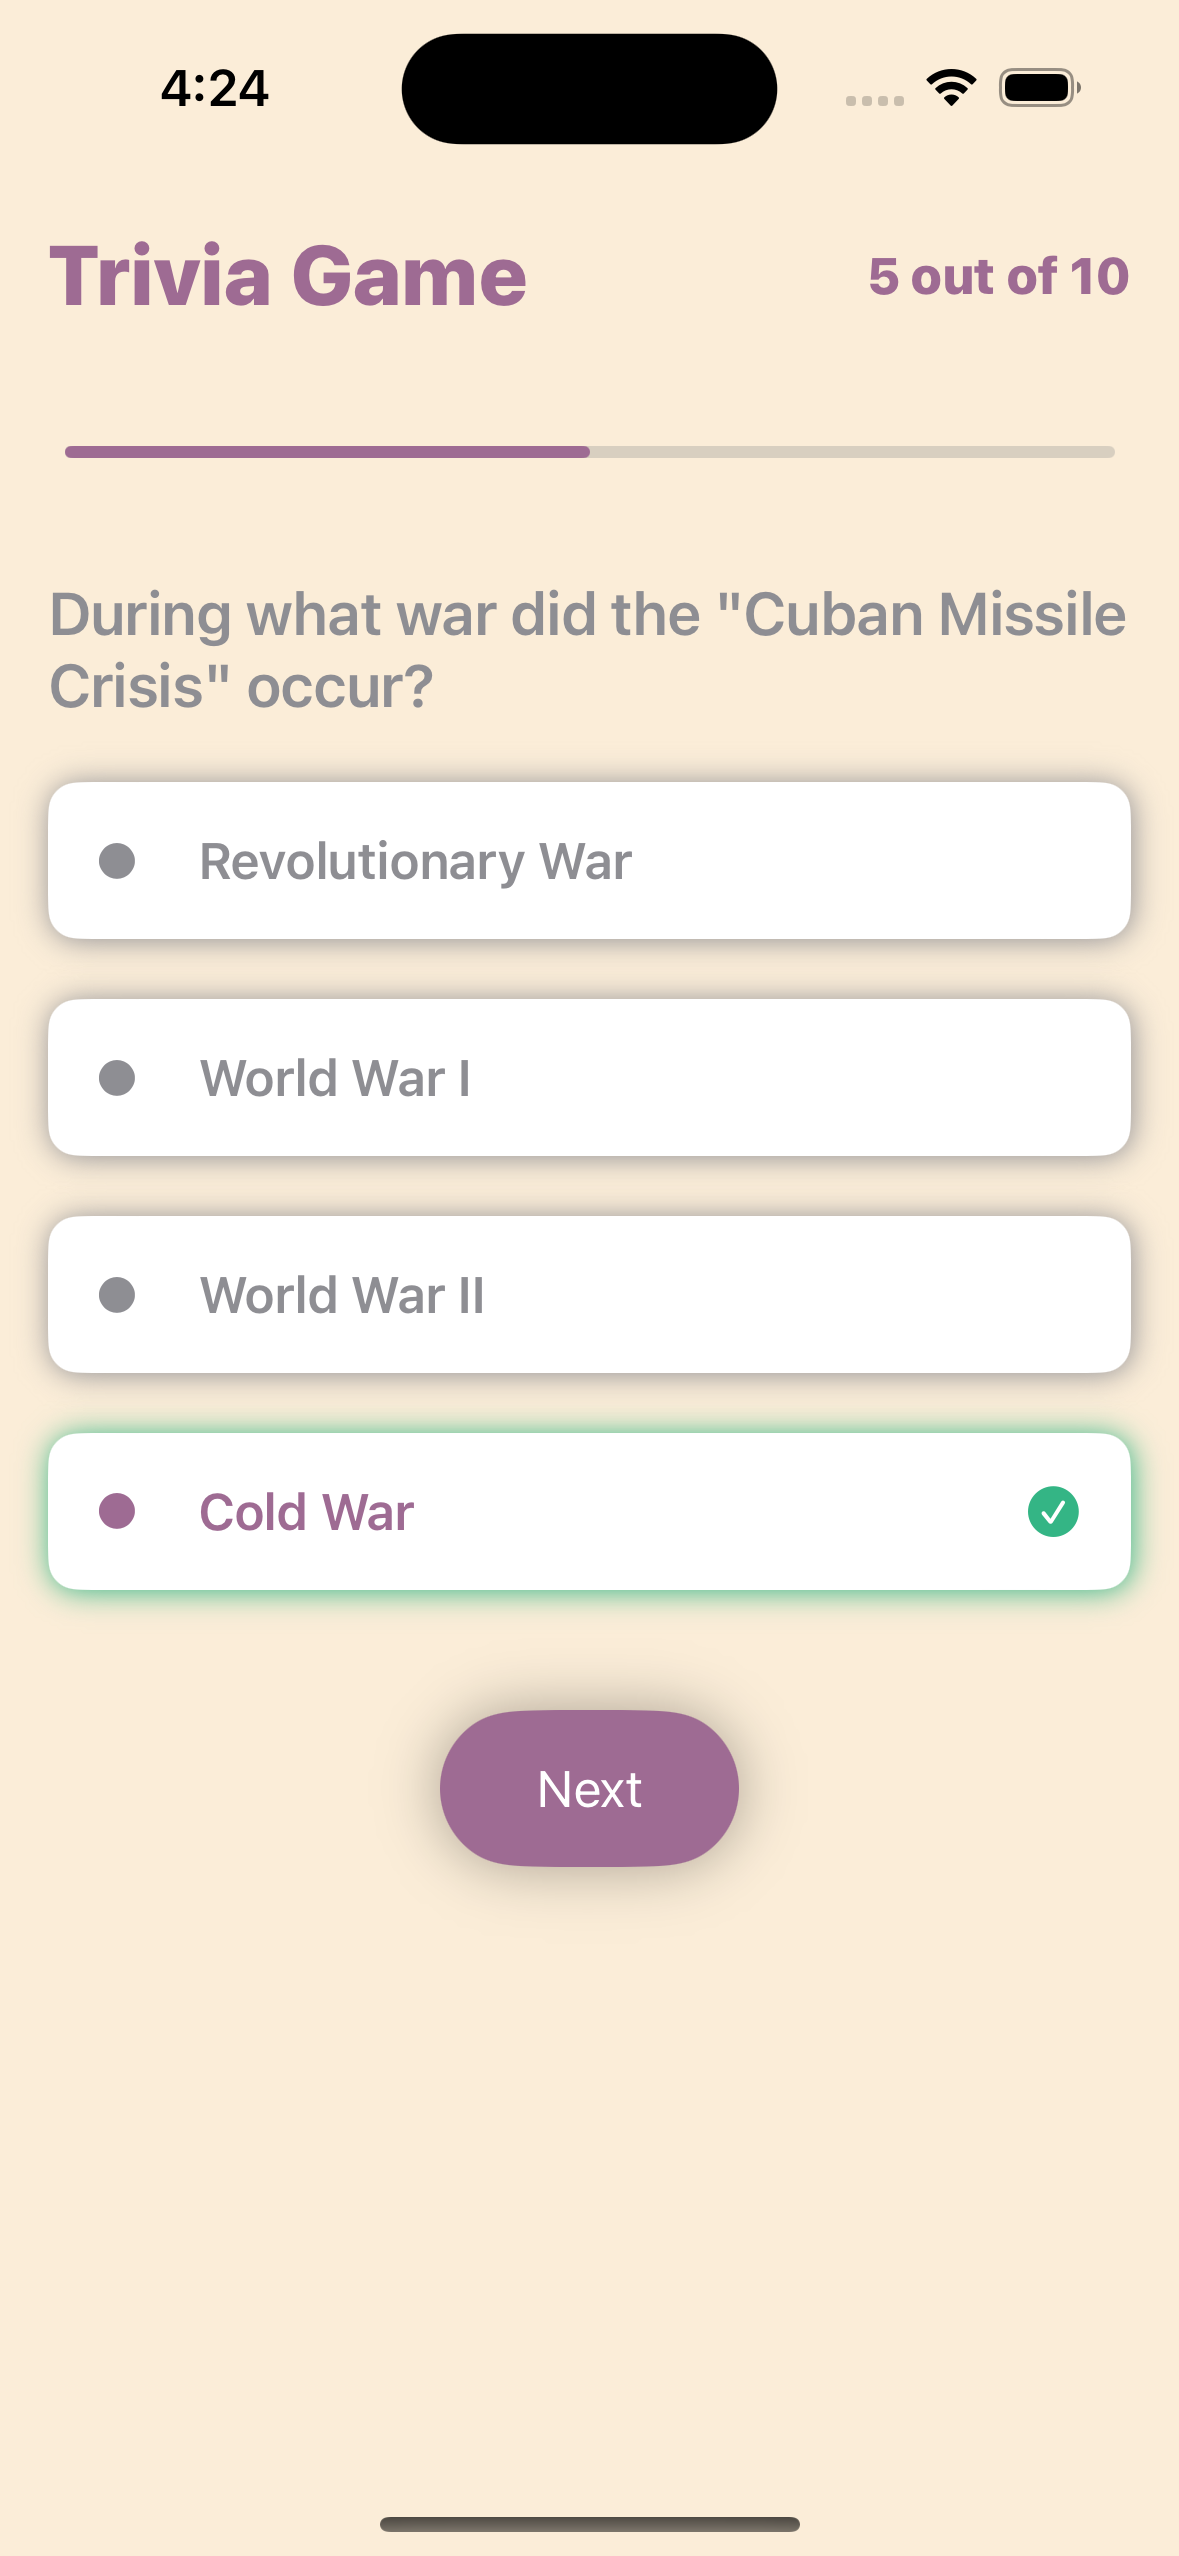 4:24
Trivia Game
5 out of 10
During what war did the "Cuban Missile
Crisis" occur?
Revolutionary War
World War I
World War II
Cold War
Next